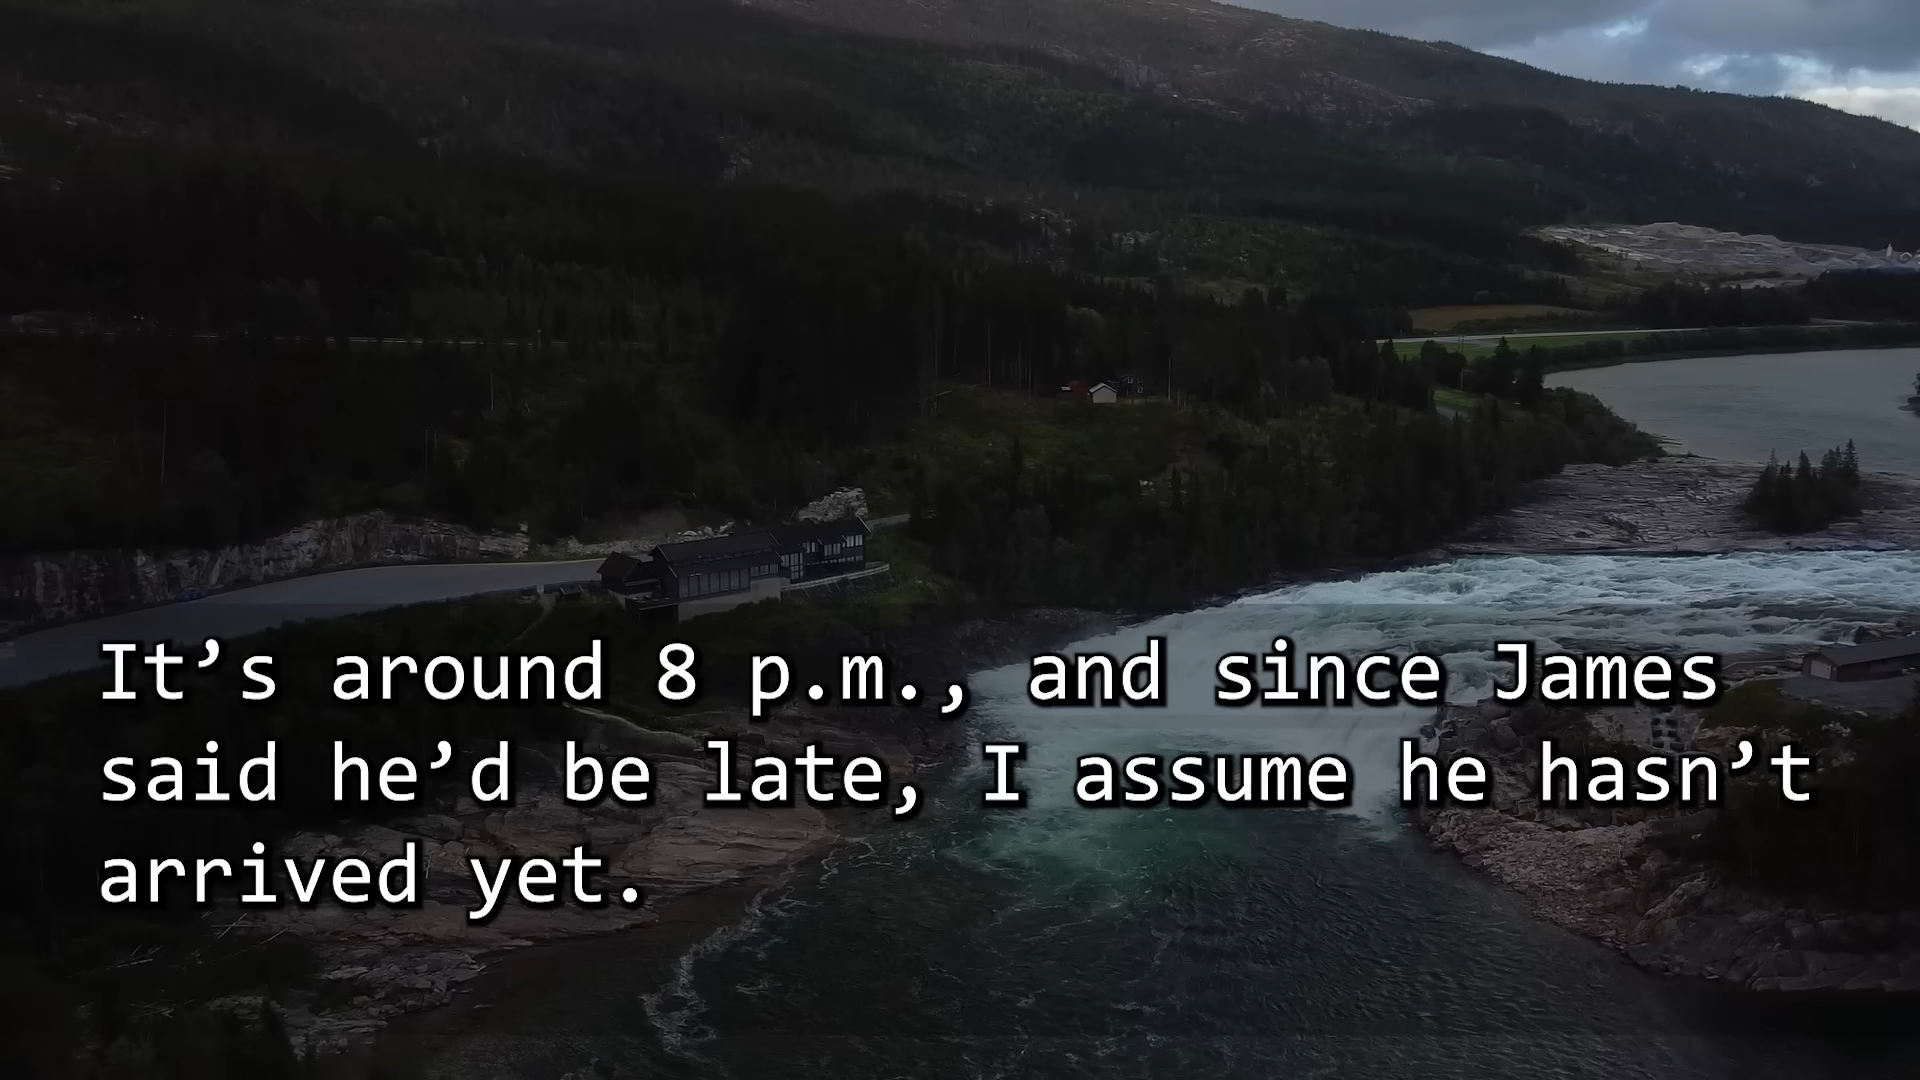 It’s around 8 p.m., and since James
said he’d be late, I assume he hasn’t
arrived yet.